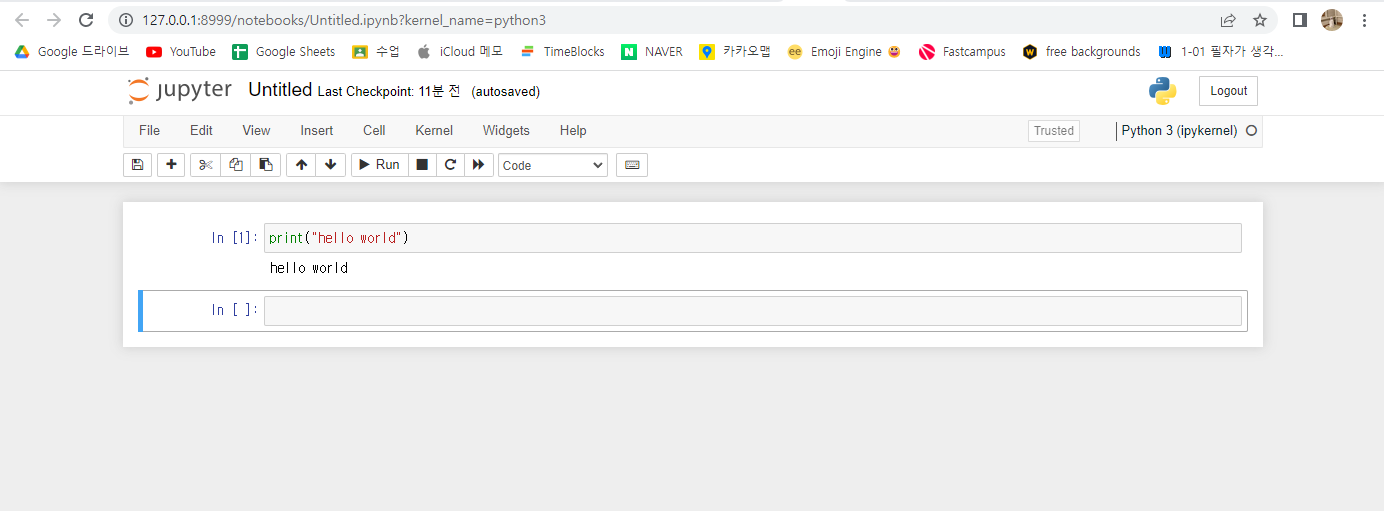 127.0.0.1:8999/notebooks/Untitled.ipynb?kernel_name=python3
Google 드라이브 YouTube Google Sheets 수업 iCloud 메모 TimeBlocks NAVER 카카오맵 Emoji Engine 😃 Fastcampus free backgrounds 1-01 필자가 생각...
jupyter Untitled Last Checkpoint: 11분 전 (autosaved) Logout
File Edit View Insert Cell Kernel Widgets Help Trusted Python 3 (ipykernel)
Run Code
In [1]: print("hello world")
hello world
In [ ]: